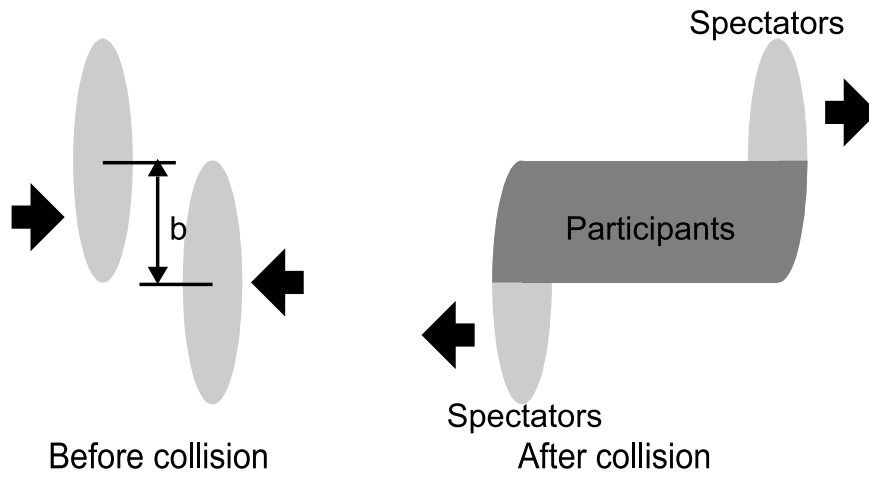 Spectators
b
Participants
Spectators
Before collision
After collision